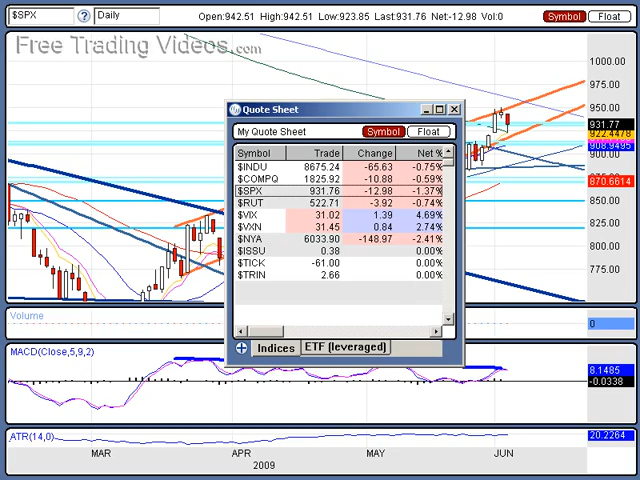 $SPX Daily Open:942.51 High:942.51 Low:923.85 Last:931.76 Net-12.98 Vol:0 Symbol Float
Free Trading Videos.com
1000.00
975.00
950.00
931.77
922.4478
908.9495
900.00
870.6614
850.00
825.00
800.00
775.00
Quote Sheet
My Quote Sheet Symbol Float
Symbol Trade Change Net %
$INDU 8675.24 -65.63 -0.75%
$COMPQ 1825.92 -10.88 -0.59%
$SPX 931.76 -12.98 -1.37%
$RUT 522.71 -3.92 -0.74%
$VIX 31.02 1.39 4.69%
$VXN 31.45 0.84 2.74%
$NYA 6033.90 -148.97 -2.41%
$ISSU 0.38 0.00%
$TICK -61.00 0.00%
$TRIN 2.66 0.00%
Indices ETF (leveraged)
Volume
0
MACD(Close,5,9,2)
8.1485
-0.0338
ATR(14,0)
20.2264
MAR APR MAY JUN
2009